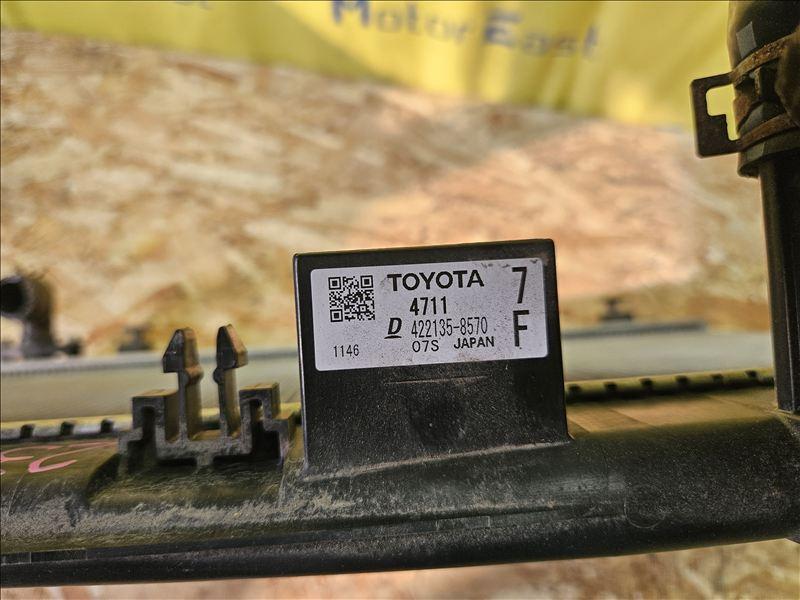 Motor East
TOYOTA 7
4711
D 422135-8570 F
1146 07S JAPAN